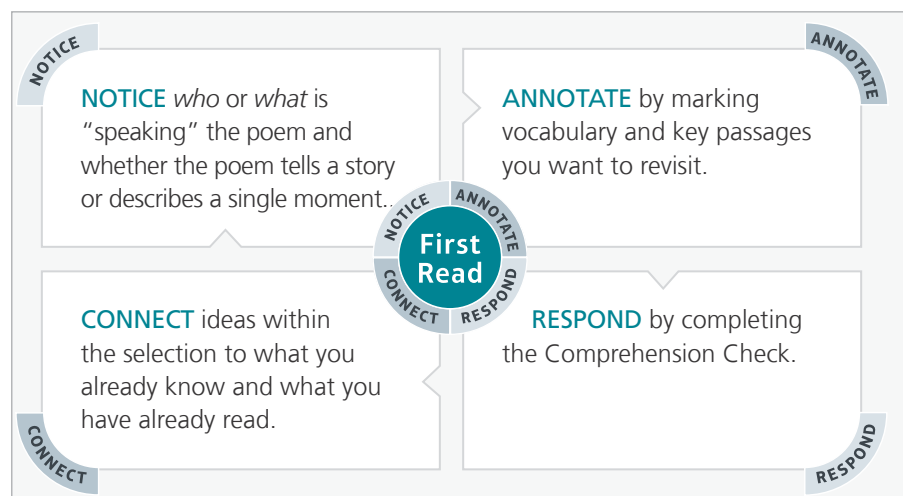 NOTICE
NOTICE who or what is
“speaking” the poem and
whether the poem tells a story
or describes a single moment..
ANNOTATE
ANNOTATE by marking
vocabulary and key passages
you want to revisit.
NOTICE
ANNOTATE
First
Read
CONNECT
RESPOND
CONNECT ideas within
the selection to what you
already know and what you
have already read.
CONNECT
RESPOND by completing
the Comprehension Check.
RESPOND